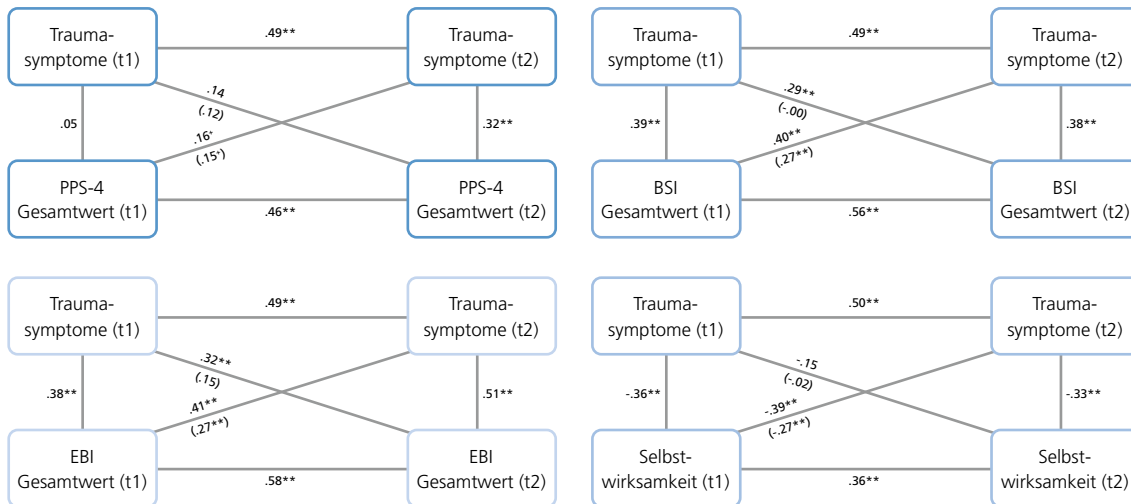 Trauma-
symptome (t1)
.49**
Trauma-
symptome (t2)
.14
(.12)
.05
.16⁺
(.15⁺)
.32**
PPS-4
Gesamtwert (t1)
.46**
PPS-4
Gesamtwert (t2)
Trauma-
symptome (t1)
.49**
Trauma-
symptome (t2)
.29**
(-.00)
.39**
.40**
(.27**)
.38**
BSI
Gesamtwert (t1)
.56**
BSI
Gesamtwert (t2)
Trauma-
symptome (t1)
.49**
Trauma-
symptome (t2)
.32**
(.15)
.38**
.41**
(.27**)
.51**
EBI
Gesamtwert (t1)
.58**
EBI
Gesamtwert (t2)
Trauma-
symptome (t1)
.50**
Trauma-
symptome (t2)
-.15
(-.02)
-.36**
-.39**
(-.27**)
-.33**
Selbst-
wirksamkeit (t1)
.36**
Selbst-
wirksamkeit (t2)